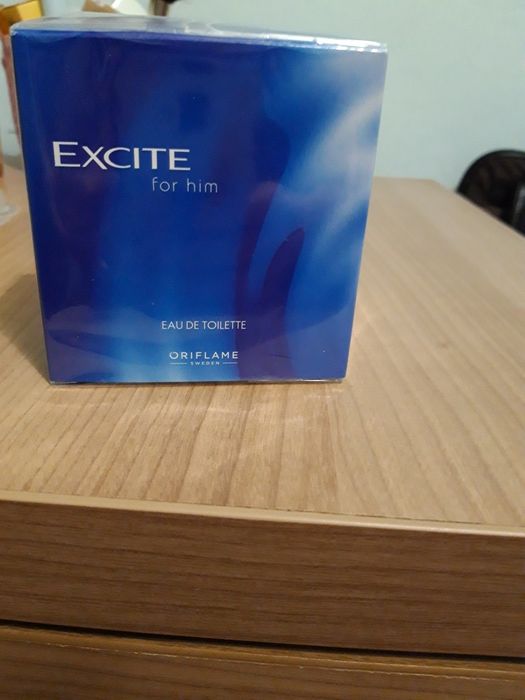 EXCITE
for him
EAU DE TOILETTE
ORIFLAME
SWEDEN